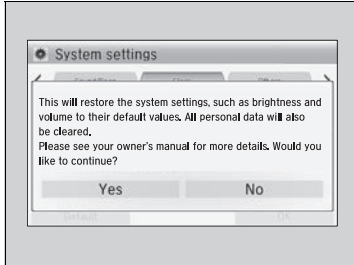 System settings
This will restore the system settings, such as brightness and
volume to their default values. All personal data will also
be cleared.
Please see your owner's manual for more details. Would you
like to continue?
Yes
No
Default
OK